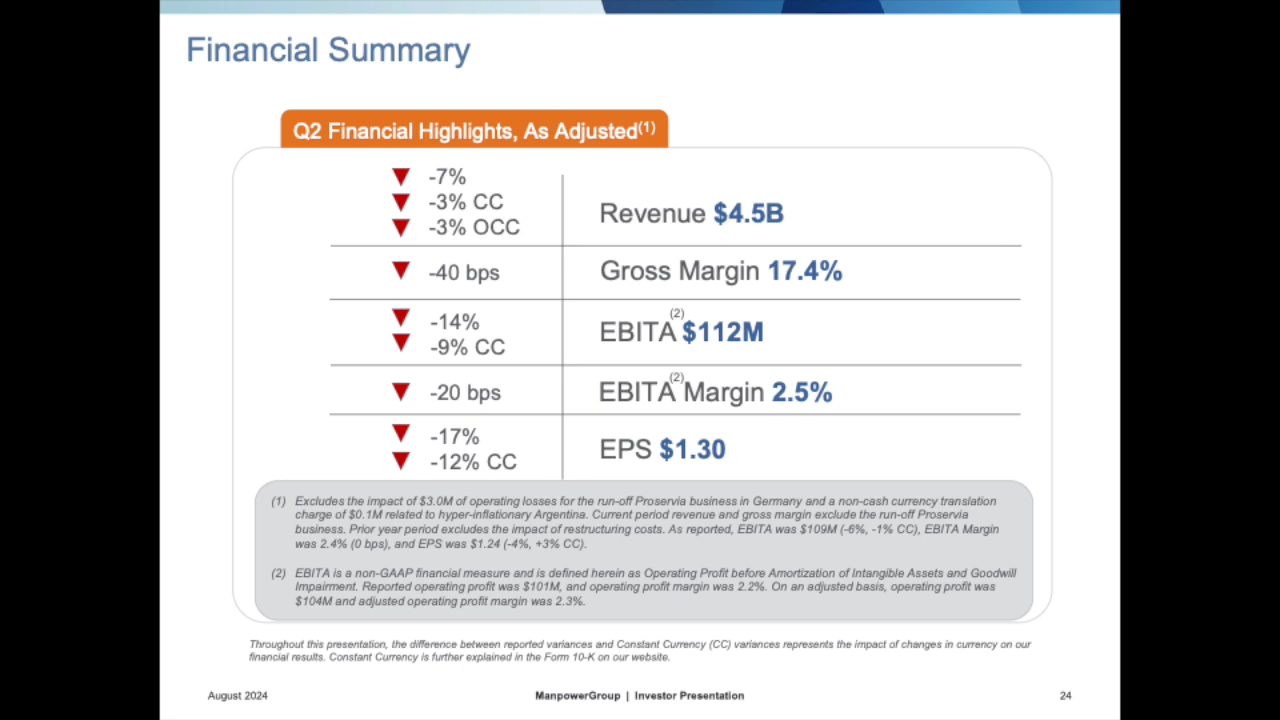 Financial Summary
Q2 Financial Highlights, As Adjusted(1)
-7%
-3% CC
-3% OCC
Revenue $4.5B
-40 bps
Gross Margin 17.4%
-14%
-9% CC
EBITA(2) $112M
-20 bps
EBITA(2) Margin 2.5%
-17%
-12% CC
EPS $1.30
(1) Excludes the impact of $3.0M of operating losses for the run-off Proservia business in Germany and a non-cash currency translation
charge of $0.1M related to hyper-inflationary Argentina. Current period revenue and gross margin exclude the run-off Proservia
business. Prior year period excludes the impact of restructuring costs. As reported, EBITA was $109M (-6%, -1% CC), EBITA Margin
was 2.4% (0 bps), and EPS was $1.24 (-4%, +3% CC).
(2) EBITA is a non-GAAP financial measure and is defined herein as Operating Profit before Amortization of Intangible Assets and Goodwill
Impairment. Reported operating profit was $101M, and operating profit margin was 2.2%. On an adjusted basis, operating profit was
$104M and adjusted operating profit margin was 2.3%.
Throughout this presentation, the difference between reported variances and Constant Currency (CC) variances represents the impact of changes in currency on our
financial results. Constant Currency is further explained in the Form 10-K on our website.
August 2024
ManpowerGroup | Investor Presentation
24